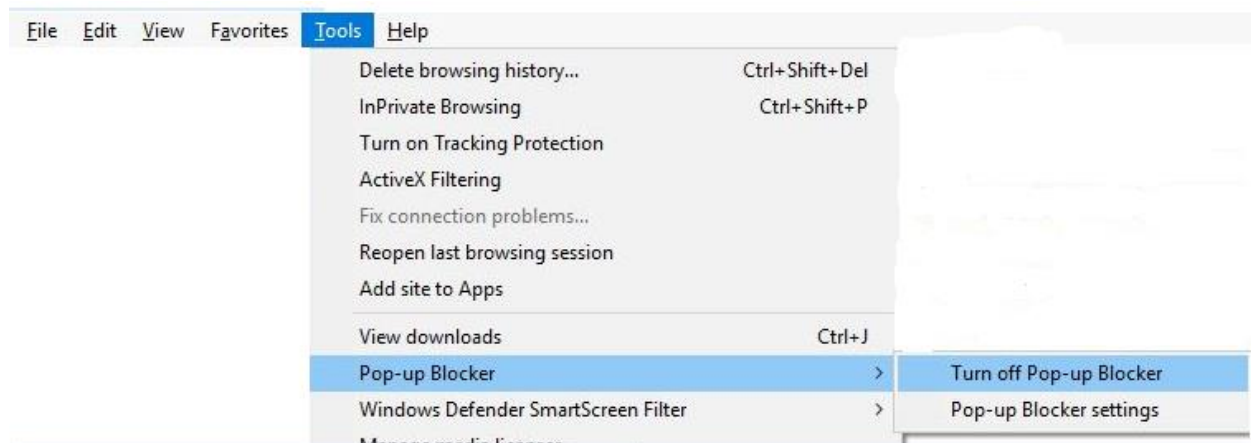 File Edit View Favorites Tools Help
Delete browsing history... Ctrl+Shift+Del
InPrivate Browsing Ctrl+Shift+P
Turn on Tracking Protection
ActiveX Filtering
Fix connection problems...
Reopen last browsing session
Add site to Apps
View downloads Ctrl+J
Pop-up Blocker > Turn off Pop-up Blocker
Windows Defender SmartScreen Filter > Pop-up Blocker settings